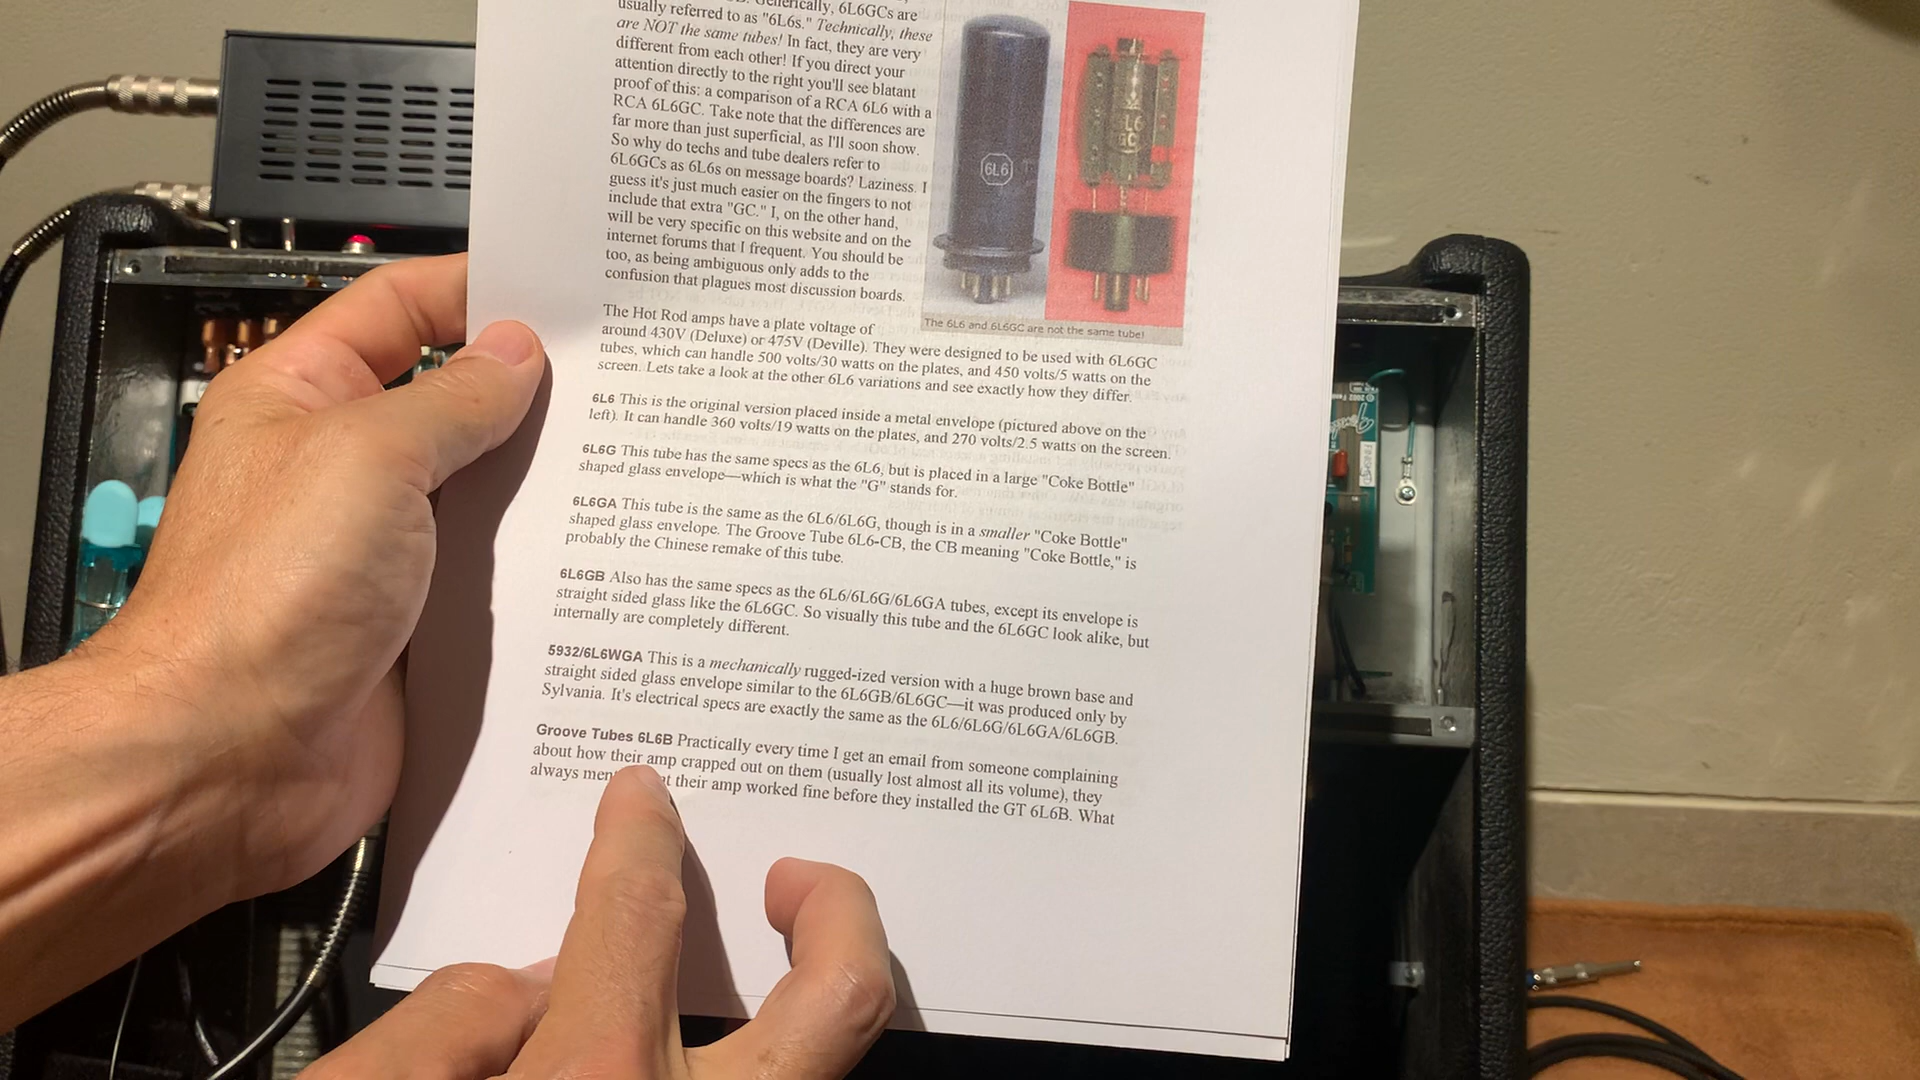 Generically, 6L6GCs are
usually referred to as "6L6s." Technically, these
are NOT the same tubes! In fact, they are very
different from each other! If you direct your
attention directly to the right you'll see blatant
proof of this: a comparison of a RCA 6L6 with a
RCA 6L6GC. Take note that the differences are
far more than just superficial, as I'll soon show.
So why do techs and tube dealers refer to
6L6GCs as 6L6s on message boards? Laziness. I
guess it's just much easier on the fingers to not
include that extra "GC." I, on the other hand,
will be very specific on this website and on the
internet forums that I frequent. You should be
too, as being ambiguous only adds to the
confusion that plagues most discussion boards.
6L6
L6
GC
The 6L6 and 6L6GC are not the same tube!
The Hot Rod amps have a plate voltage of
around 430V (Deluxe) or 475V (Deville). They were designed to be used with 6L6GC
tubes, which can handle 500 volts/30 watts on the plates, and 450 volts/5 watts on the
screen. Lets take a look at the other 6L6 variations and see exactly how they differ.
6L6 This is the original version placed inside a metal envelope (pictured above on the
left). It can handle 360 volts/19 watts on the plates, and 270 volts/2.5 watts on the screen.
6L6G This tube has the same specs as the 6L6, but is placed in a large "Coke Bottle"
shaped glass envelope—which is what the "G" stands for.
6L6GA This tube is the same as the 6L6/6L6G, though is in a smaller "Coke Bottle"
shaped glass envelope. The Groove Tube 6L6-CB, the CB meaning "Coke Bottle," is
probably the Chinese remake of this tube.
6L6GB Also has the same specs as the 6L6/6L6G/6L6GA tubes, except its envelope is
straight sided glass like the 6L6GC. So visually this tube and the 6L6GC look alike, but
internally are completely different.
5932/6L6WGA This is a mechanically rugged-ized version with a huge brown base and
straight sided glass envelope similar to the 6L6GB/6L6GC—it was produced only by
Sylvania. It's electrical specs are exactly the same as the 6L6/6L6G/6L6GA/6L6GB.
Groove Tubes 6L6B Practically every time I get an email from someone complaining
about how their amp crapped out on them (usually lost almost all its volume), they
always their amp worked fine before they installed the GT 6L6B. What
© 2002